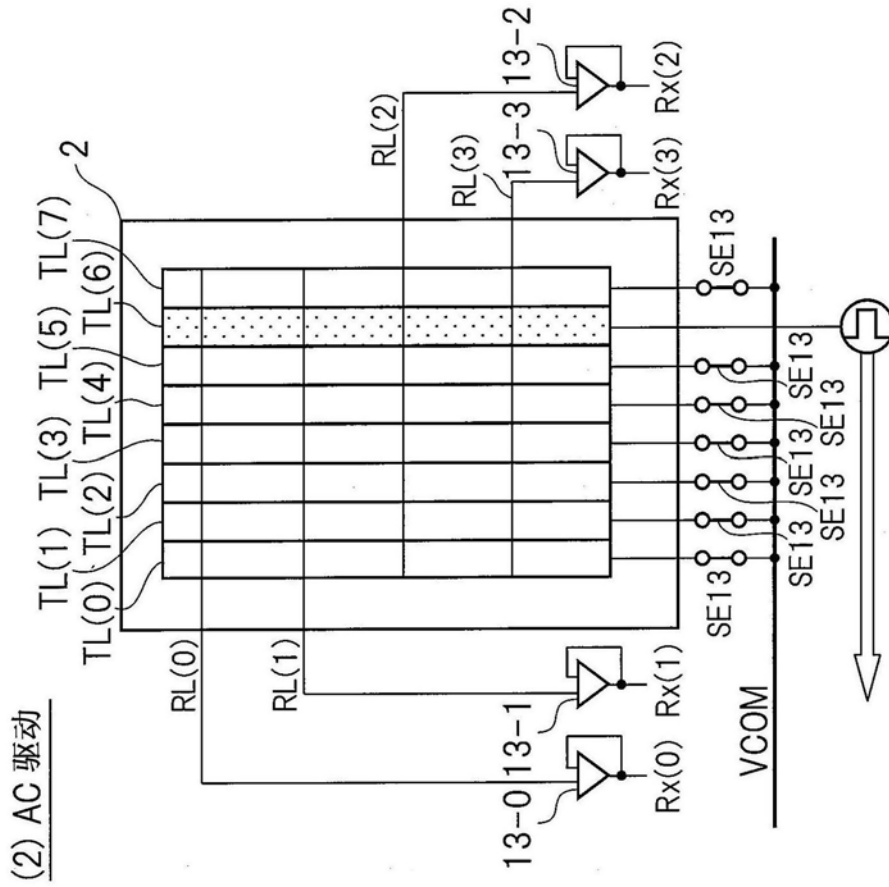 (2) AC 驱动
2
TL(0)
TL(1)
TL(2)
TL(3)
TL(4)
TL(5)
TL(6)
TL(7)
RL(0)
RL(1)
RL(2)
RL(3)
13-0
13-1
13-3
13-2
Rx(0)
Rx(1)
Rx(3)
Rx(2)
SE13
SE13
SE13
SE13
SE13
SE13
SE13
VCOM